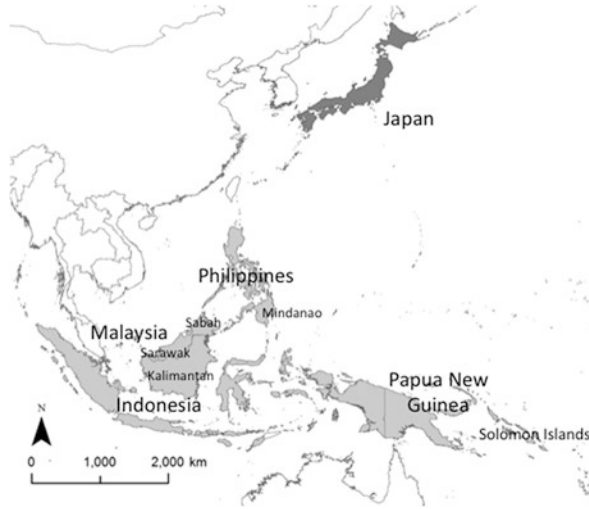 Japan
Philippines
Mindanao
Sabah
Malaysia
Sarawak
Kalimantan
Indonesia
Papua New
Guinea
Solomon Islands
N
0 1,000 2,000 km